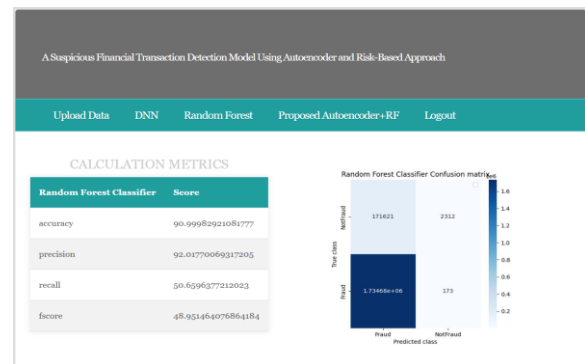 A Suspicious Financial Transaction Detection Model Using Autoencoder and Risk-Based Approach
Upload Data DNN Random Forest Proposed Autoencoder+RF Logout
CALCULATION METRICS
Random Forest Classifier Score
accuracy 90.99982921081777
precision 92.01770069317205
recall 50.6596377212023
fscore 48.951464076864184
Random Forest Classifier Confusion matrix
1e6
NotFraud 171621 2312
Fraud 1.73468e+06 173
True class
Fraud NotFraud
Predicted class
1.6
1.4
1.2
1.0
0.8
0.6
0.4
0.2